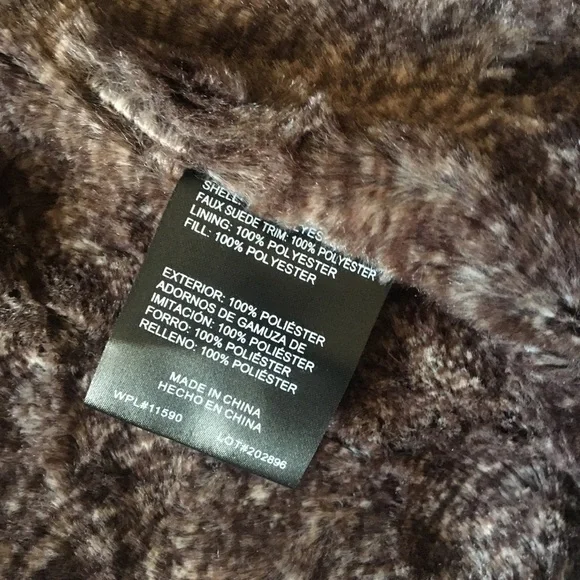 SHELL:
FAUX SUEDE TRIM: 100% POLYESTER
LINING: 100% POLYESTER
FILL: 100% POLYESTER
EXTERIOR: 100% POLIÉSTER
ADORNOS DE GAMUZA DE
IMITACIÓN: 100% POLIÉSTER
FORRO: 100% POLIÉSTER
RELLENO: 100% POLIÉSTER
MADE IN CHINA
HECHO EN CHINA
WPL#11590
LOT#202896